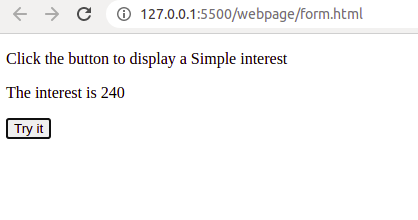 127.0.0.1:5500/webpage/form.html
Click the button to display a Simple interest
The interest is 240
Try it